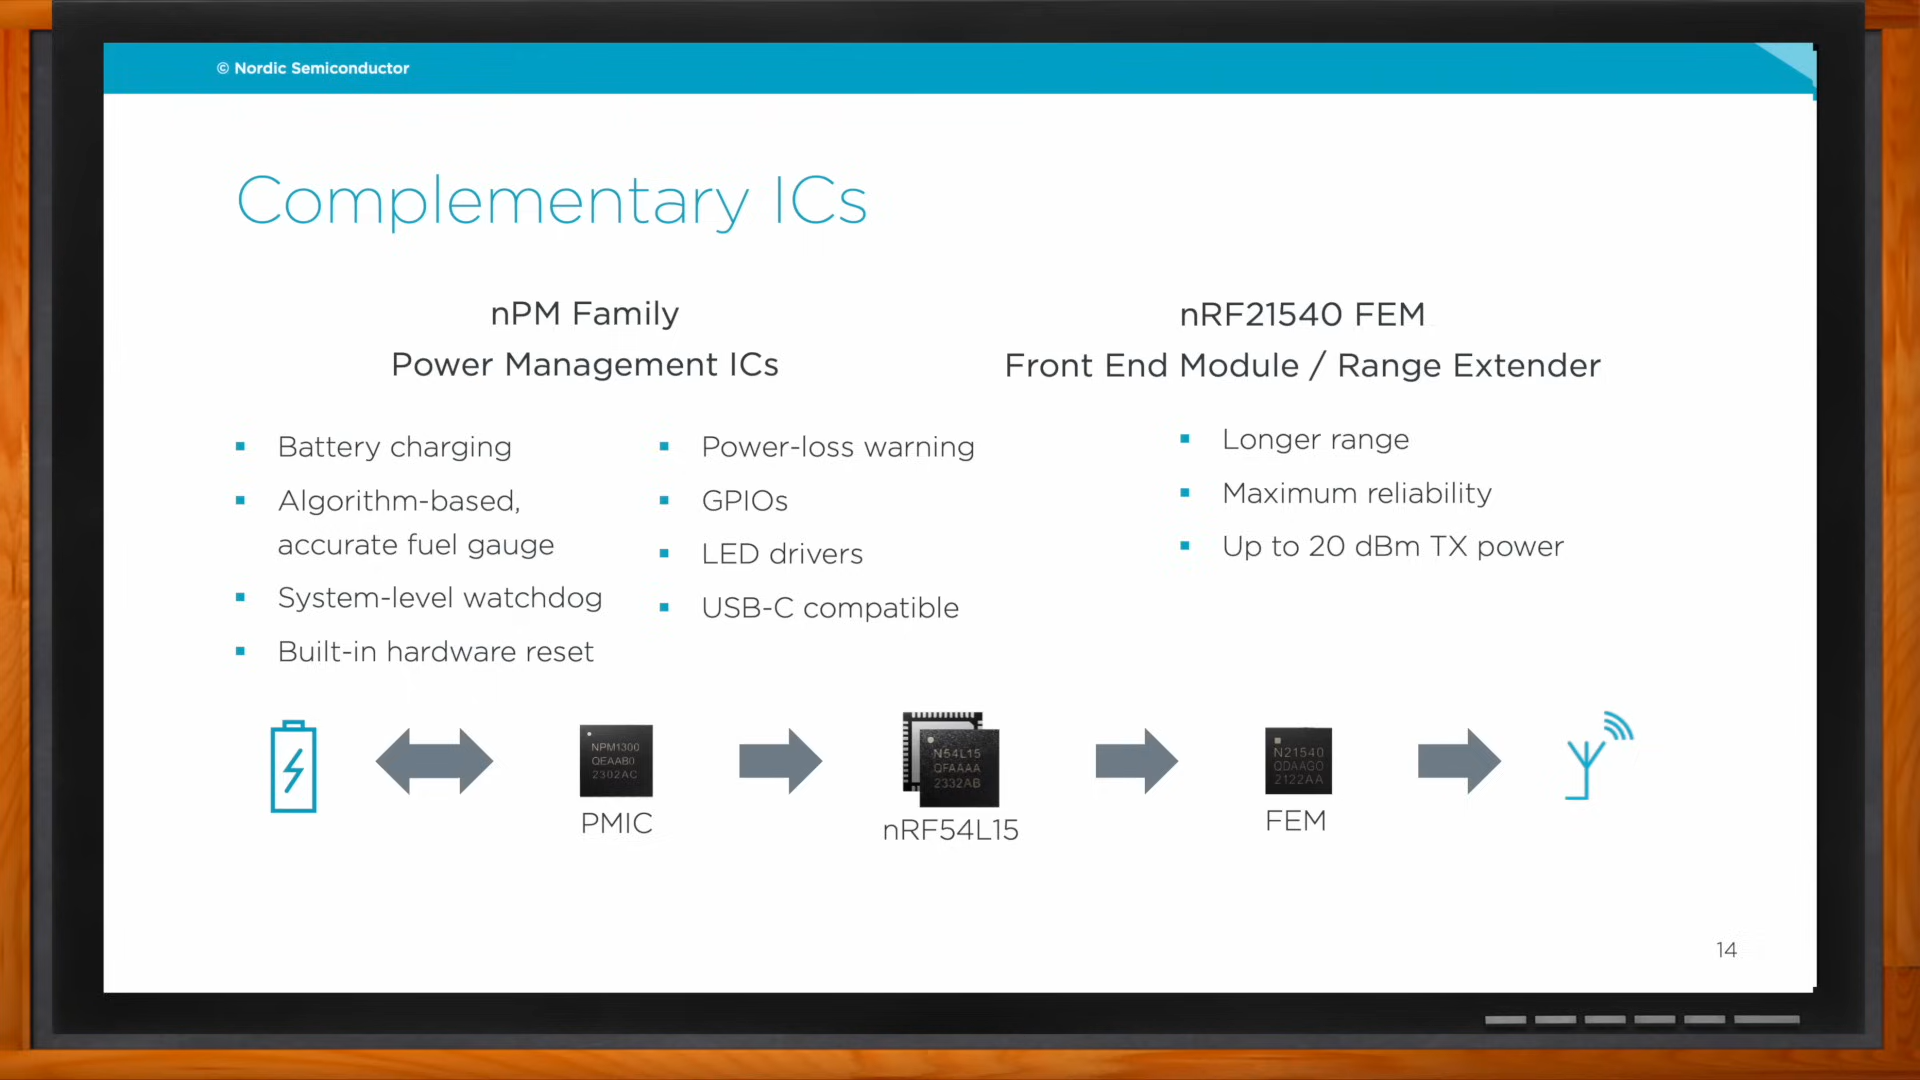 © Nordic Semiconductor
Complementary ICs
nPM Family
Power Management ICs
Battery charging
Algorithm-based,
accurate fuel gauge
System-level watchdog
Built-in hardware reset
Power-loss warning
GPIOs
LED drivers
USB-C compatible
nRF21540 FEM
Front End Module / Range Extender
Longer range
Maximum reliability
Up to 20 dBm TX power
NPM1300
QEAAB0
2302AC
PMIC
N54L15
QFAAAA
2332AB
nRF54L15
N21540
QDAAG0
2122AA
FEM
14